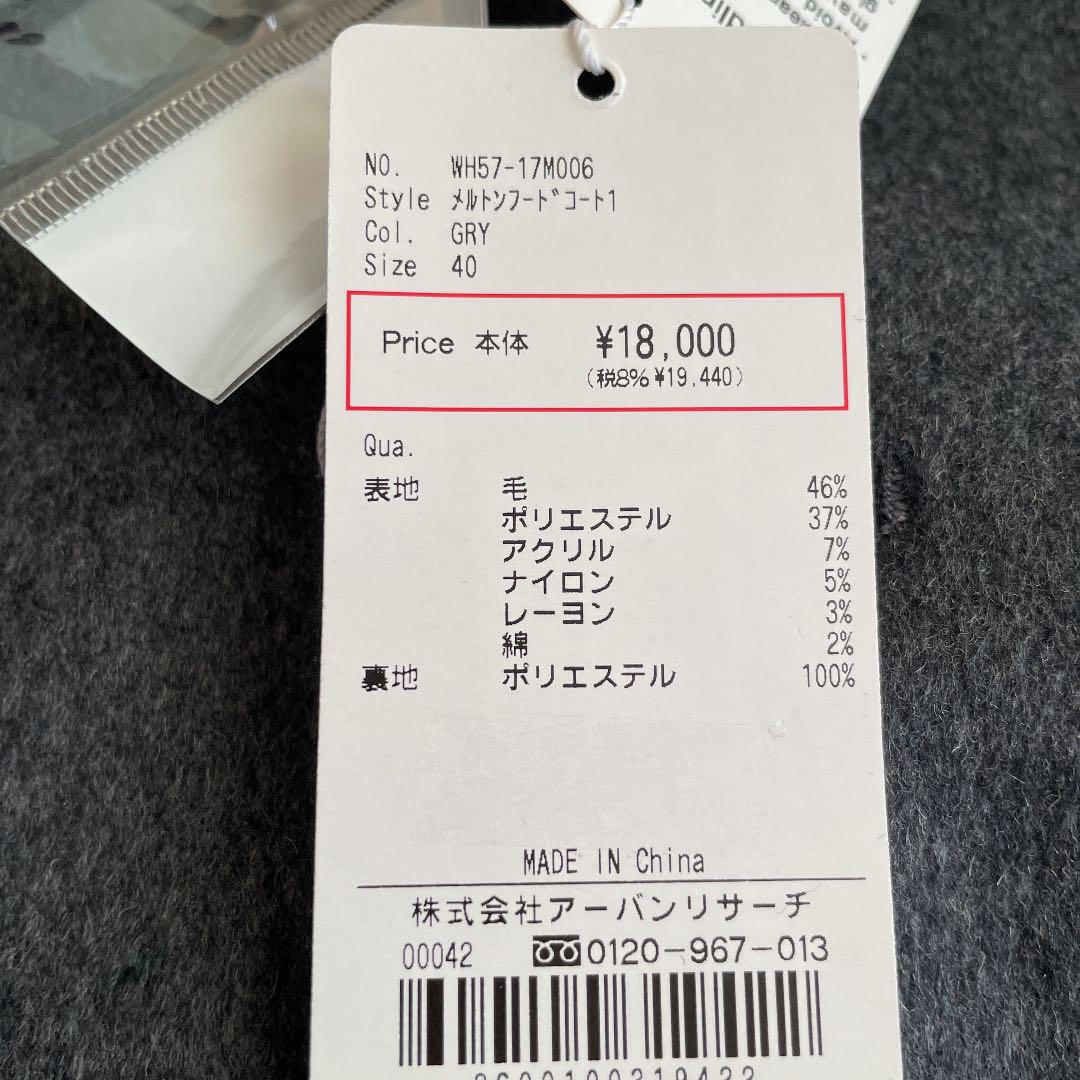 NO. WH57-17M006
Style ﾒﾙﾄﾝﾌｰﾄﾞｺｰﾄ1
Col. GRY
Size 40
Price 本体 ¥18,000
(税8% ¥19,440)
Qua.
表地 毛 46%
ポリエステル 37%
アクリル 7%
ナイロン 5%
レーヨン 3%
綿 2%
裏地 ポリエステル 100%
MADE IN China
株式会社アーバンリサーチ
00042 0120-967-013